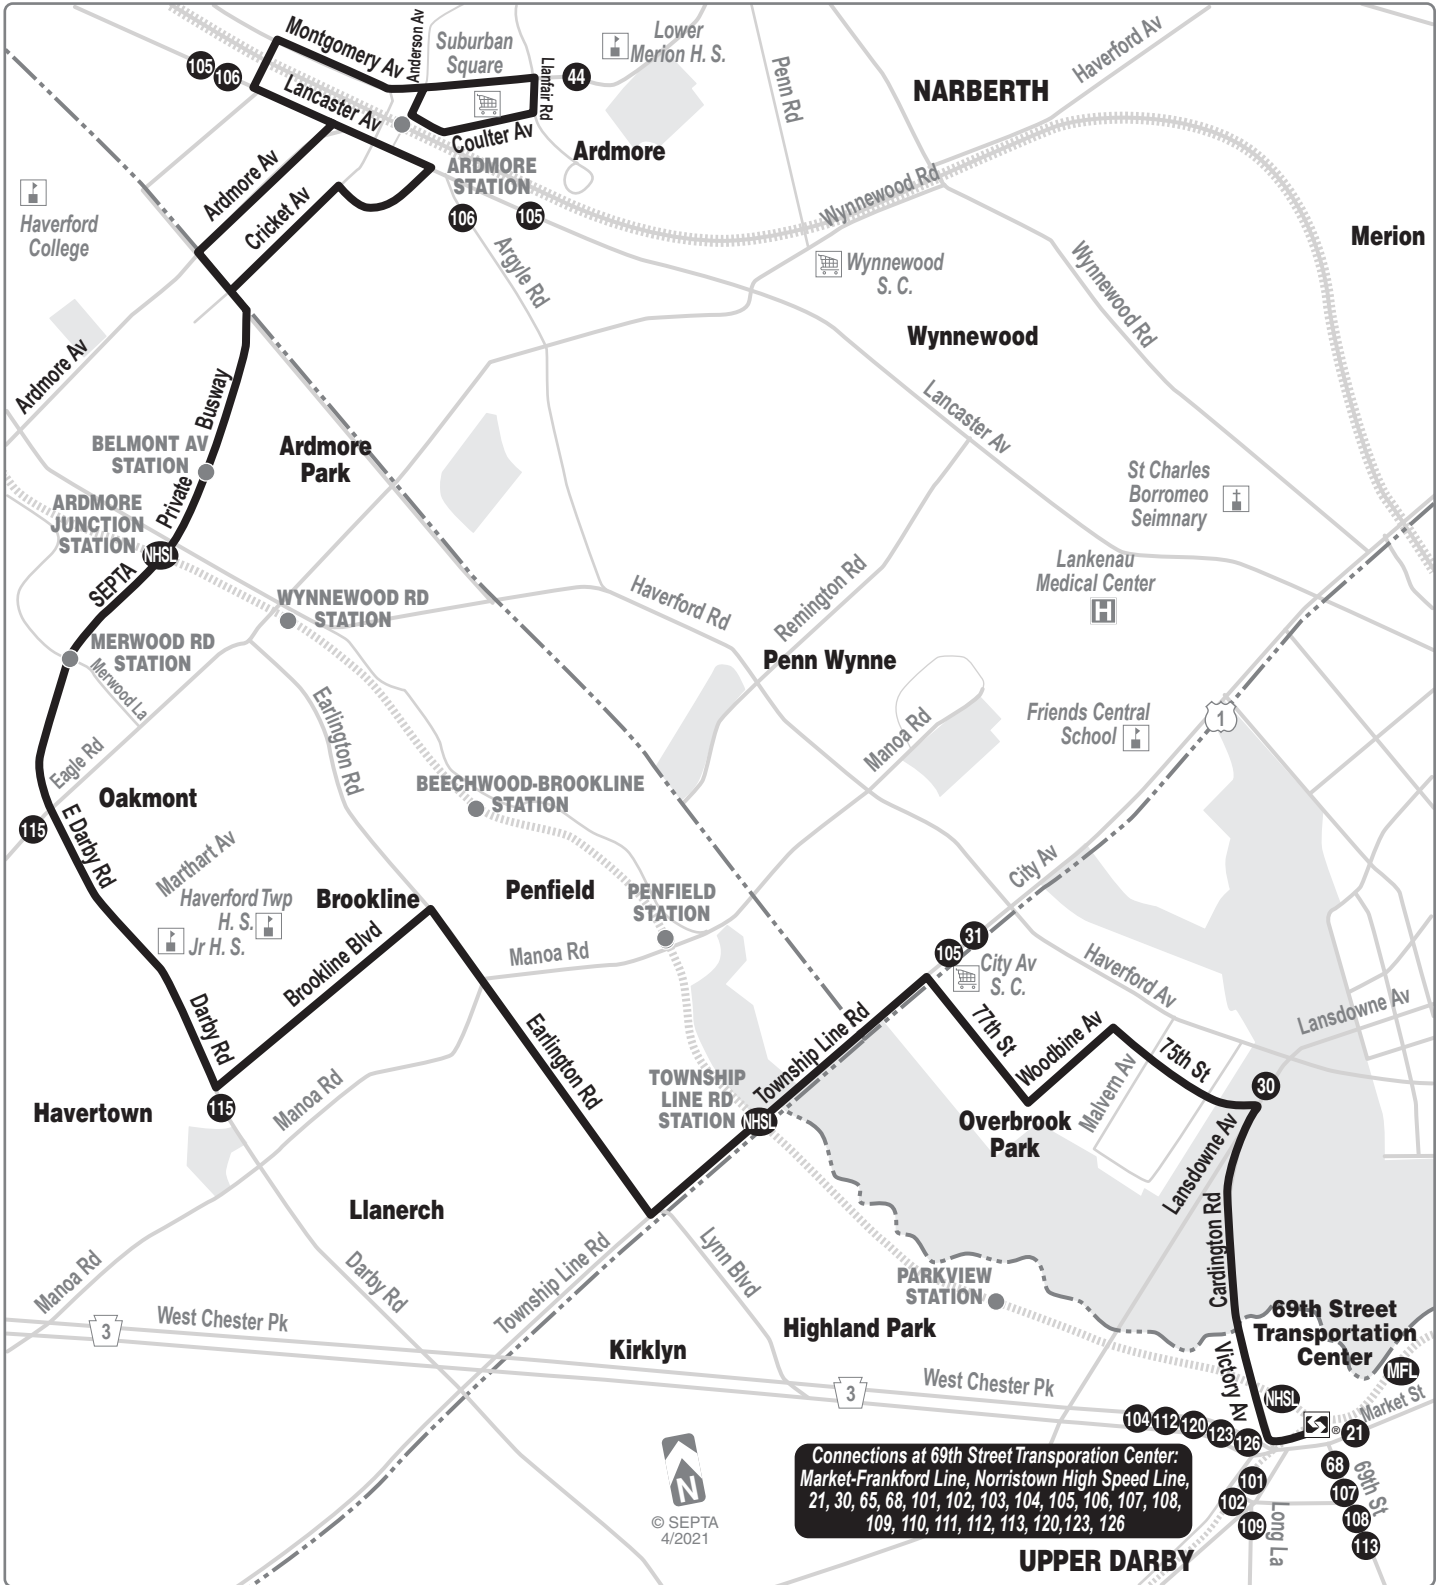 Montgomery Av
Anderson Av
Suburban
Square
Llanfair Rd
44
Lower
Merion H. S.
Penn Rd
NARBERTH
Haverford Av
105
106
Lancaster Av
Coulter Av
Ardmore
ARDMORE
STATION
106
105
Ardmore Av
Cricket Av
Haverford
College
Argyle Rd
Wynnewood Rd
Wynnewood
S. C.
Merion
Wynnewood Rd
Wynnewood
Ardmore Av
Busway
Lancaster Av
BELMONT AV
STATION
Ardmore
Park
Private
ARDMORE
JUNCTION
STATION
NHSL
St Charles
Borromeo
Seimnary
Lankenau
Medical Center
H
SEPTA
WYNNEWOOD RD
STATION
Haverford Rd
Remington Rd
MERWOOD RD
STATION
Merwood La
Penn Wynne
Earlington Rd
Manoa Rd
Friends Central
School
1
Eagle Rd
Oakmont
BEECHWOOD-BROOKLINE
STATION
115
E Darby Rd
Marthart Av
City Av
Haverford Twp
H. S.
Jr H. S.
Brookline
Penfield
PENFIELD
STATION
Brookline Blvd
Manoa Rd
31
105
City Av
S. C.
Haverford Av
Lansdowne Av
Darby Rd
Earlington Rd
Township Line Rd
77th St
Woodbine Av
75th St
Malvern Av
30
TOWNSHIP
LINE RD
STATION
NHSL
Havertown
115
Manoa Rd
Overbrook
Park
Lansdowne Av
Llanerch
Cardington Rd
Manoa Rd
Darby Rd
Township Line Rd
Lynn Blvd
PARKVIEW
STATION
3
West Chester Pk
Kirklyn
Highland Park
69th Street
Transportation
Center
MFL
Victory Av
NHSL
Market St
3
West Chester Pk
104
112
120
123
126
®
21
N
© SEPTA
4/2021
Connections at 69th Street Transporation Center:
Market-Frankford Line, Norristown High Speed Line,
21, 30, 65, 68, 101, 102, 103, 104, 105, 106, 107, 108,
109, 110, 111, 112, 113, 120,123, 126
101
102
109
Long La
68
107
108
113
69th St
UPPER DARBY